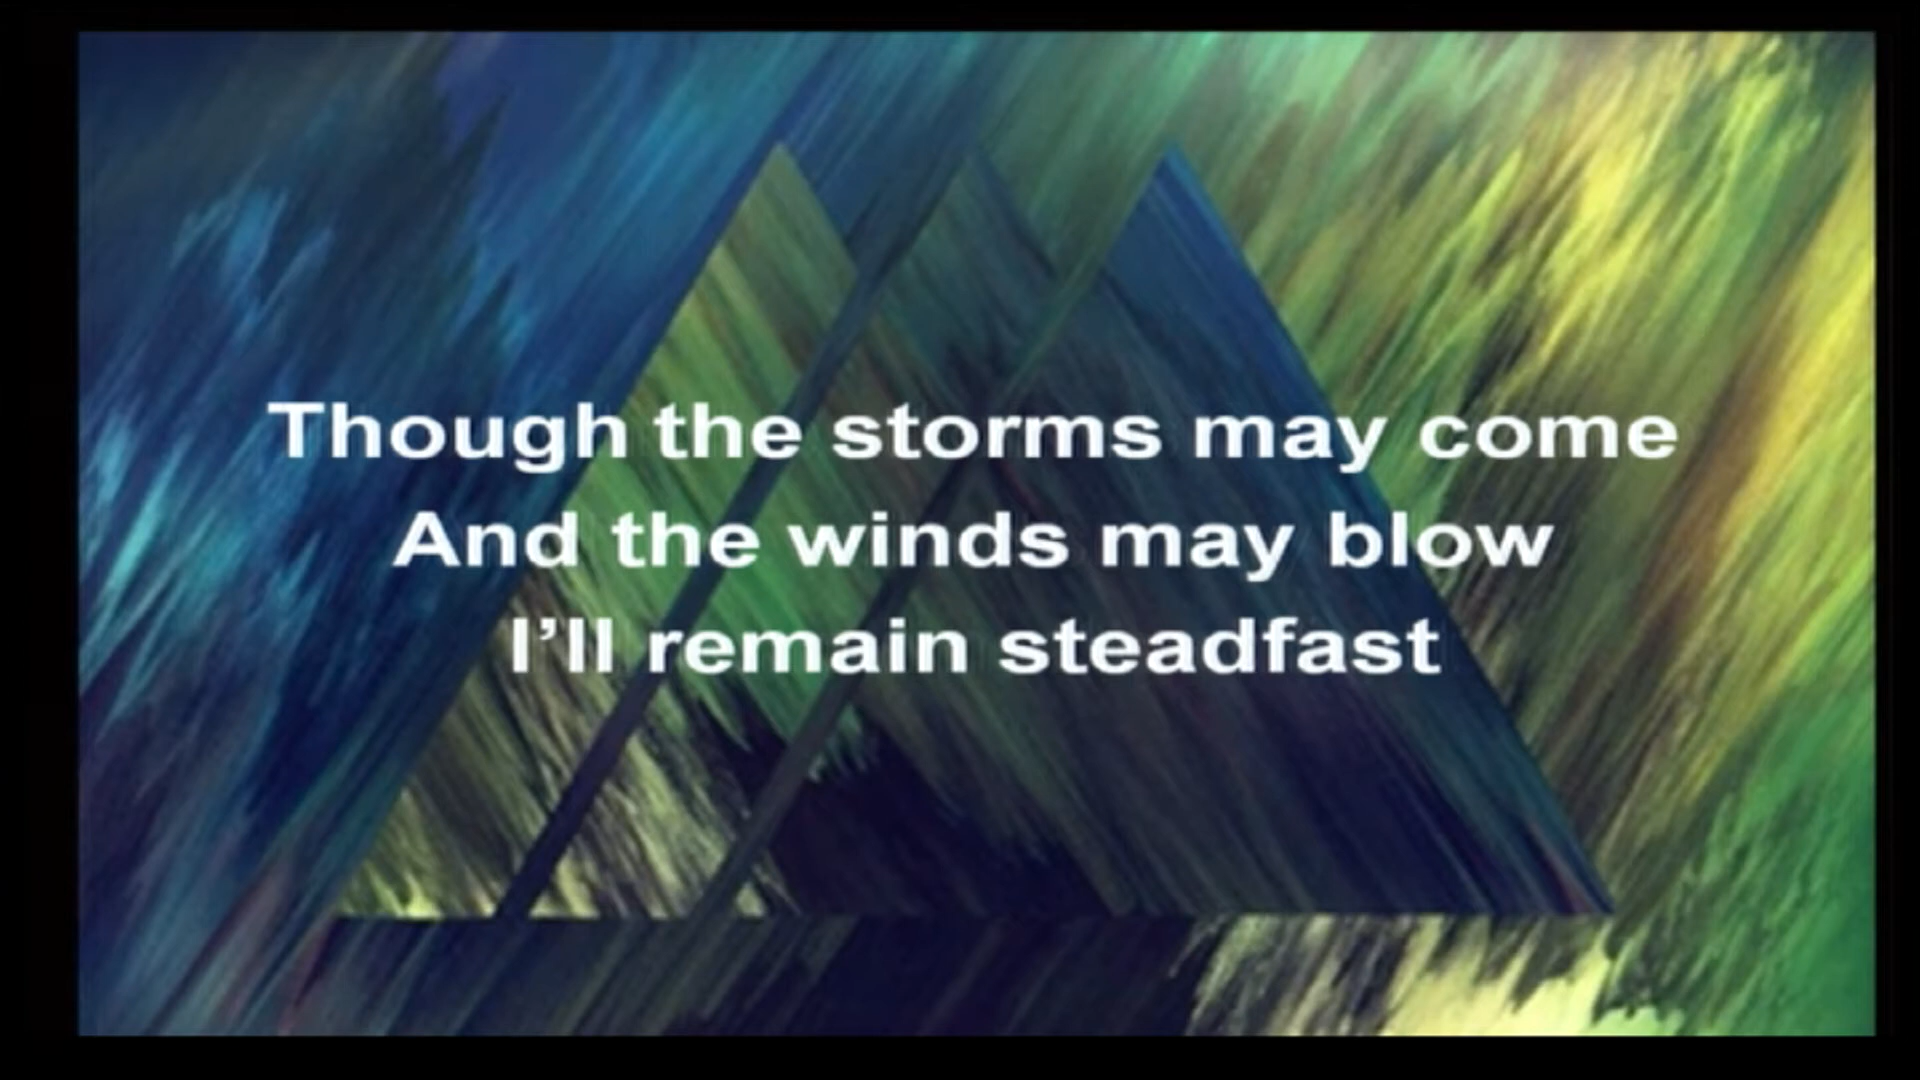 Though the storms may come
And the winds may blow
I’ll remain steadfast